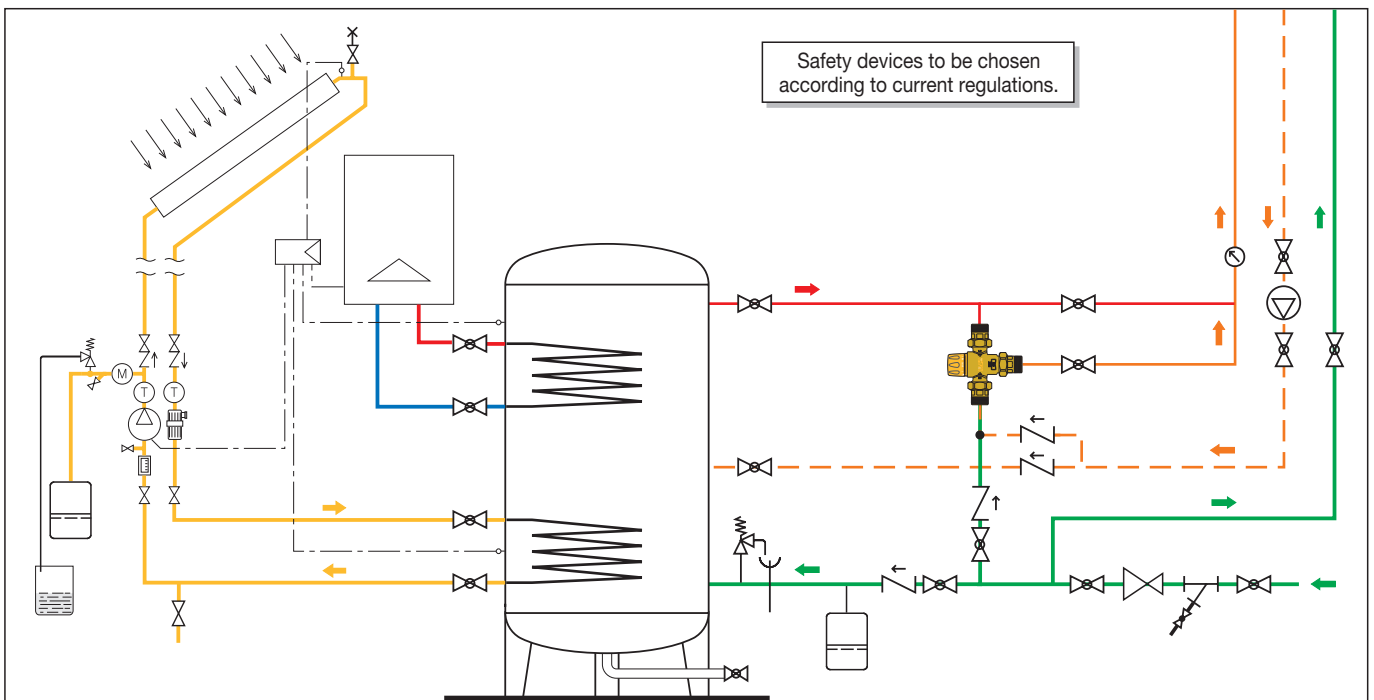 Safety devices to be chosen
according to current regulations.
M
T
T